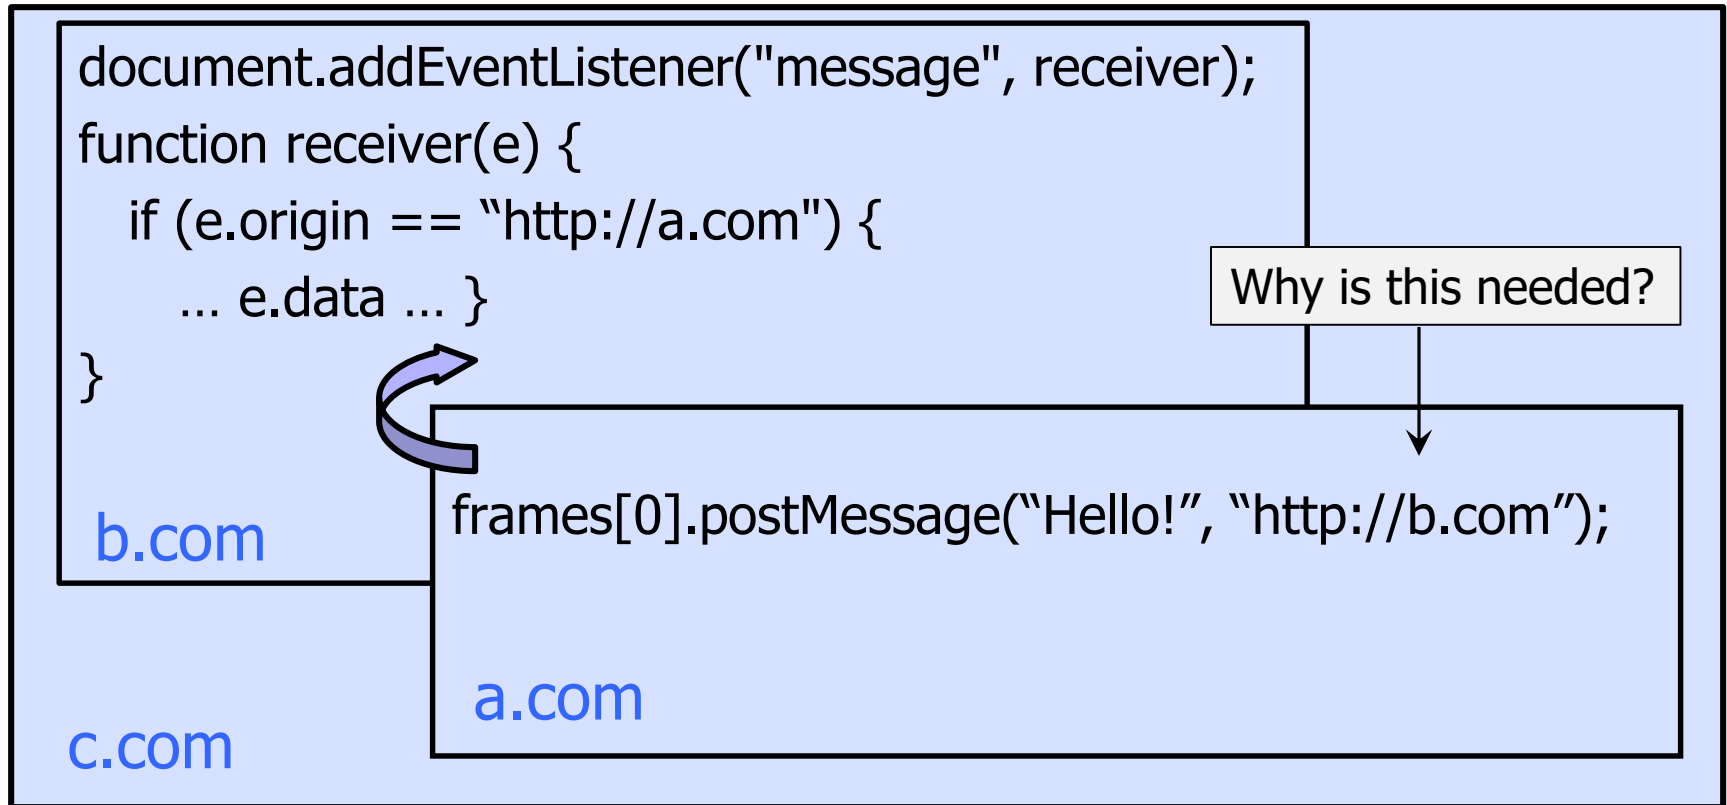 document.addEventListener("message", receiver);
function receiver(e) {
if (e.origin == “http://a.com") {
… e.data … }
}
Why is this needed?
frames[0].postMessage(“Hello!”, “http://b.com”);
b.com
a.com
c.com